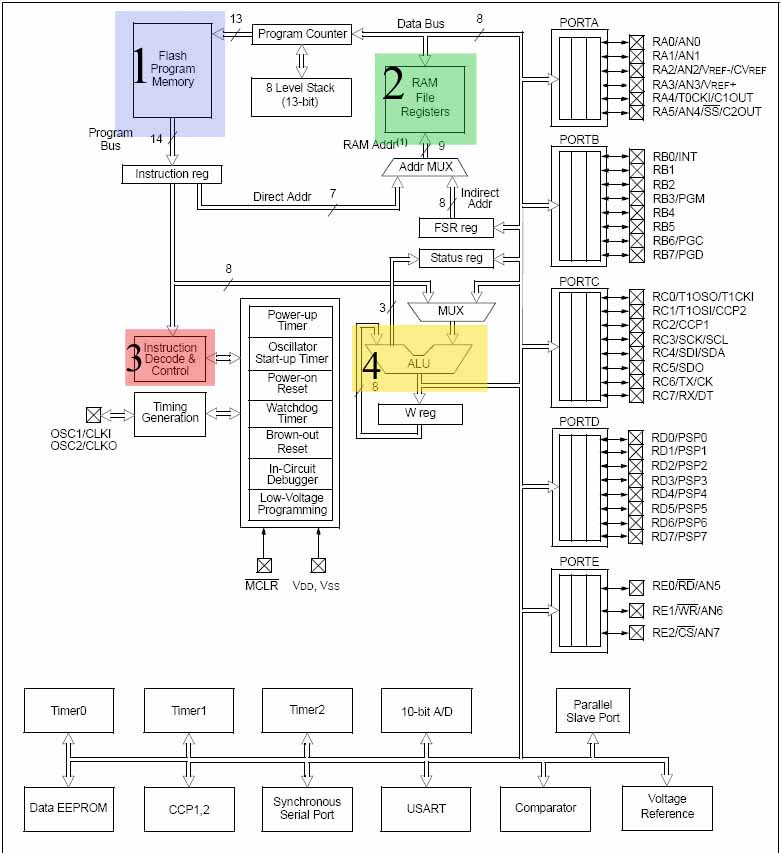 13
Data Bus
8
PORTA
1
Flash
Program
Memory
Program Counter
8 Level Stack
(13-bit)
2
RAM
File
Registers
RA0/AN0
RA1/AN1
RA2/AN2/VREF-/CVREF
RA3/AN3/VREF+
RA4/T0CKI/C1OUT
RA5/AN4/SS/C2OUT
Program
Bus
14
RAM Addr(1)
9
PORTB
Instruction reg
Addr MUX
Direct Addr
7
8
Indirect
Addr
FSR reg
RB0/INT
RB1
RB2
RB3/PGM
RB4
RB5
RB6/PGC
RB7/PGD
Status reg
8
PORTC
3
MUX
Power-up
Timer
Oscillator
Start-up Timer
Power-on
Reset
Watchdog
Timer
Brown-out
Reset
In-Circuit
Debugger
Low-Voltage
Programming
3
Instruction
Decode &
Control
4
ALU
8
W reg
RC0/T1OSO/T1CKI
RC1/T1OSI/CCP2
RC2/CCP1
RC3/SCK/SCL
RC4/SDI/SDA
RC5/SDO
RC6/TX/CK
RC7/RX/DT
Timing
Generation
OSC1/CLKI
OSC2/CLKO
PORTD
RD0/PSP0
RD1/PSP1
RD2/PSP2
RD3/PSP3
RD4/PSP4
RD5/PSP5
RD6/PSP6
RD7/PSP7
MCLR
VDD, VSS
PORTE
RE0/RD/AN5
RE1/WR/AN6
RE2/CS/AN7
Timer0
Timer1
Timer2
10-bit A/D
Parallel
Slave Port
Data EEPROM
CCP1,2
Synchronous
Serial Port
USART
Comparator
Voltage
Reference